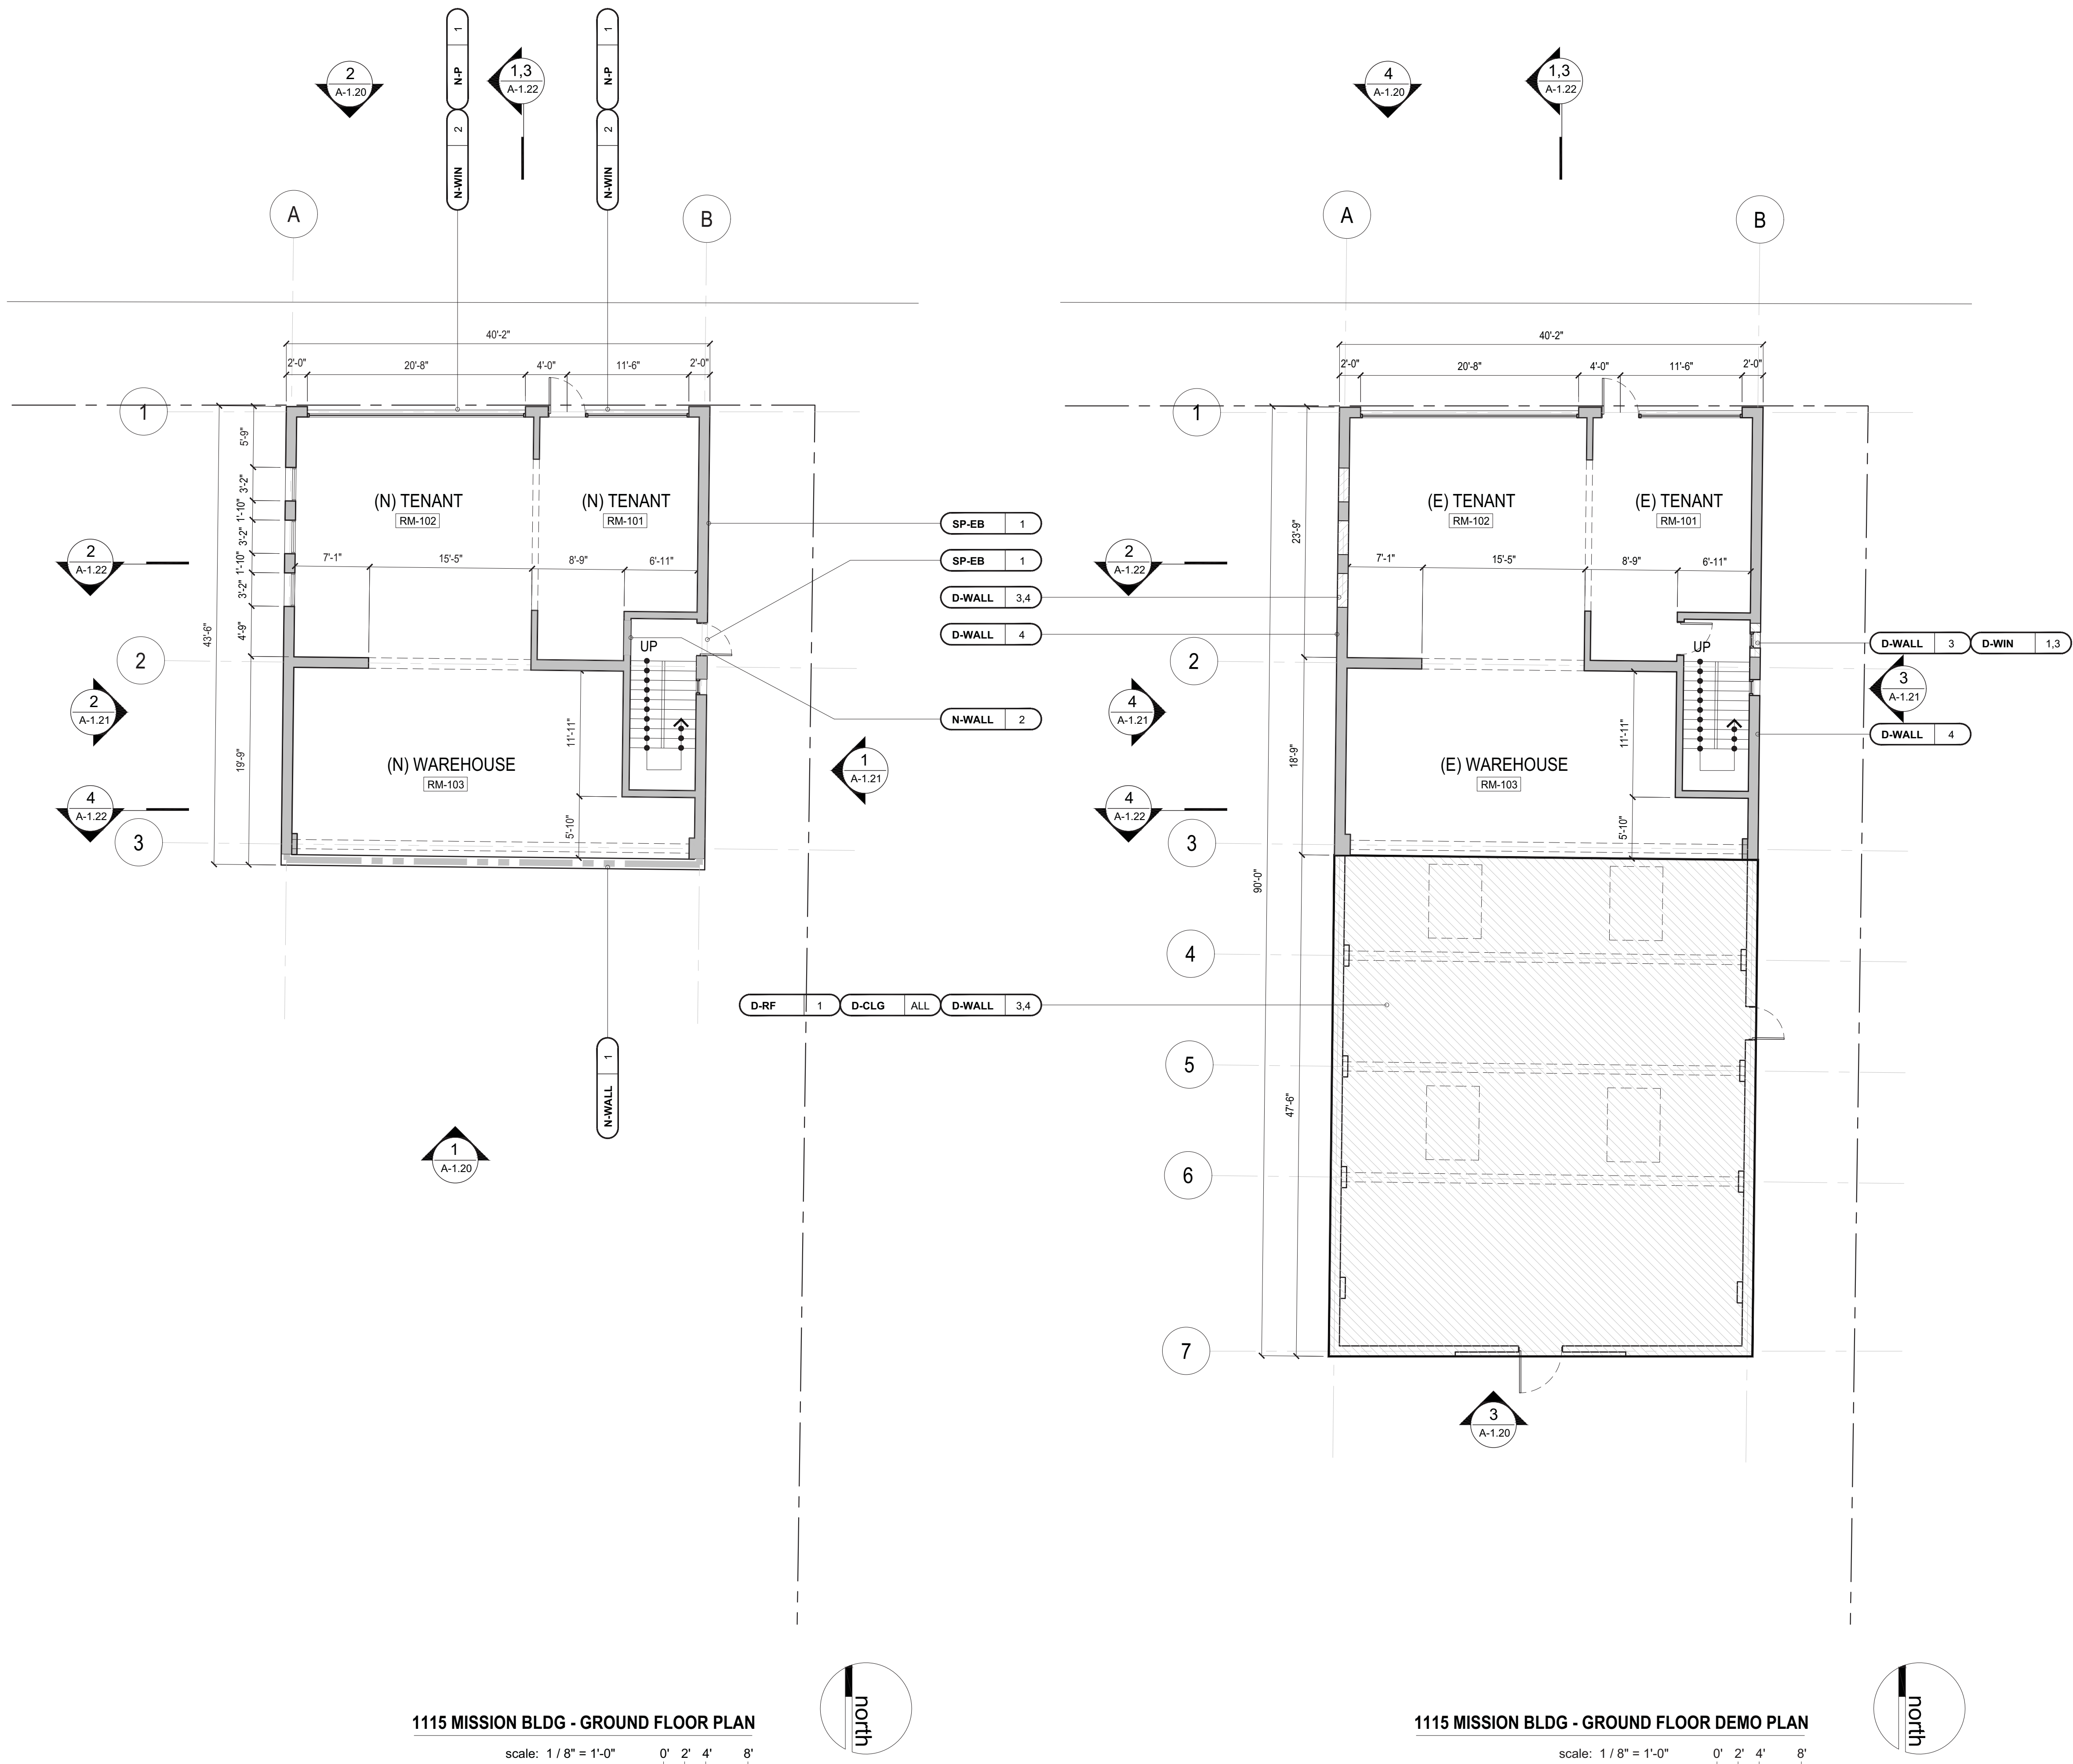 1
N-P
2
N-WIN
1
N-P
2
N-WIN
2
A-1.20
1,3
A-1.22
A
B
40'-2"
2'-0"
20'-8"
4'-0"
11'-6"
2'-0"
1
5'-9"
3'-2"
1'-10"
3'-2"
1'-10"
3'-2"
4'-9"
43'-6"
19'-9"
(N) TENANT
RM-102
(N) TENANT
RM-101
7'-1"
15'-5"
8'-9"
6'-11"
2
A-1.22
2
UP
2
A-1.21
11'-11"
(N) WAREHOUSE
RM-103
1
A-1.21
4
A-1.22
3
5'-10"
N-WALL
1
1
A-1.20
SP-EB 1
SP-EB 1
D-WALL 3,4
D-WALL 4
N-WALL 2
D-RF 1 D-CLG ALL D-WALL 3,4
1115 MISSION BLDG - GROUND FLOOR PLAN
scale: 1 / 8" = 1'-0" 0' 2' 4' 8'
north
4
A-1.20
1,3
A-1.22
A
B
40'-2"
2'-0"
20'-8"
4'-0"
11'-6"
2'-0"
1
23'-9"
(E) TENANT
RM-102
(E) TENANT
RM-101
7'-1"
15'-5"
8'-9"
6'-11"
2
A-1.22
2
UP
D-WALL 3 D-WIN 1,3
3
A-1.21
D-WALL 4
4
A-1.21
11'-11"
18'-9"
(E) WAREHOUSE
RM-103
4
A-1.22
3
5'-10"
90'-0"
4
5
47'-6"
6
7
3
A-1.20
1115 MISSION BLDG - GROUND FLOOR DEMO PLAN
scale: 1 / 8" = 1'-0" 0' 2' 4' 8'
north